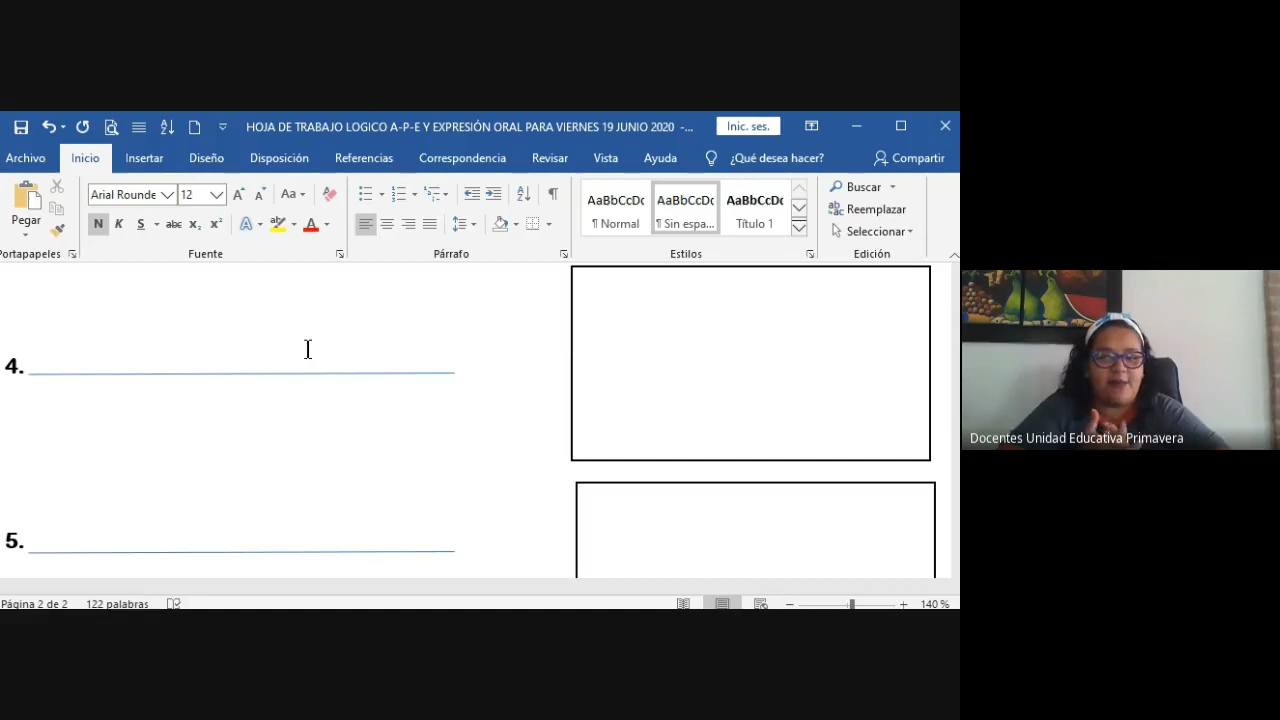 HOJA DE TRABAJO LOGICO A-P-E Y EXPRESIÓN ORAL PARA VIERNES 19 JUNIO 2020 -...
Inic. ses.
Archivo Inicio Insertar Diseño Disposición Referencias Correspondencia Revisar Vista Ayuda ¿Qué desea hacer? Compartir
Arial Rounde 12 Aa
Pegar
N K S abc x₂ x² A A
AaBbCcDc AaBbCcDc AaBbCcDc
¶ Normal ¶ Sin espa... Título 1
Buscar
Reemplazar
Seleccionar
Portapapeles Fuente Párrafo Estilos Edición
4.
5.
Página 2 de 2 122 palabras 140 %
Docentes Unidad Educativa Primavera